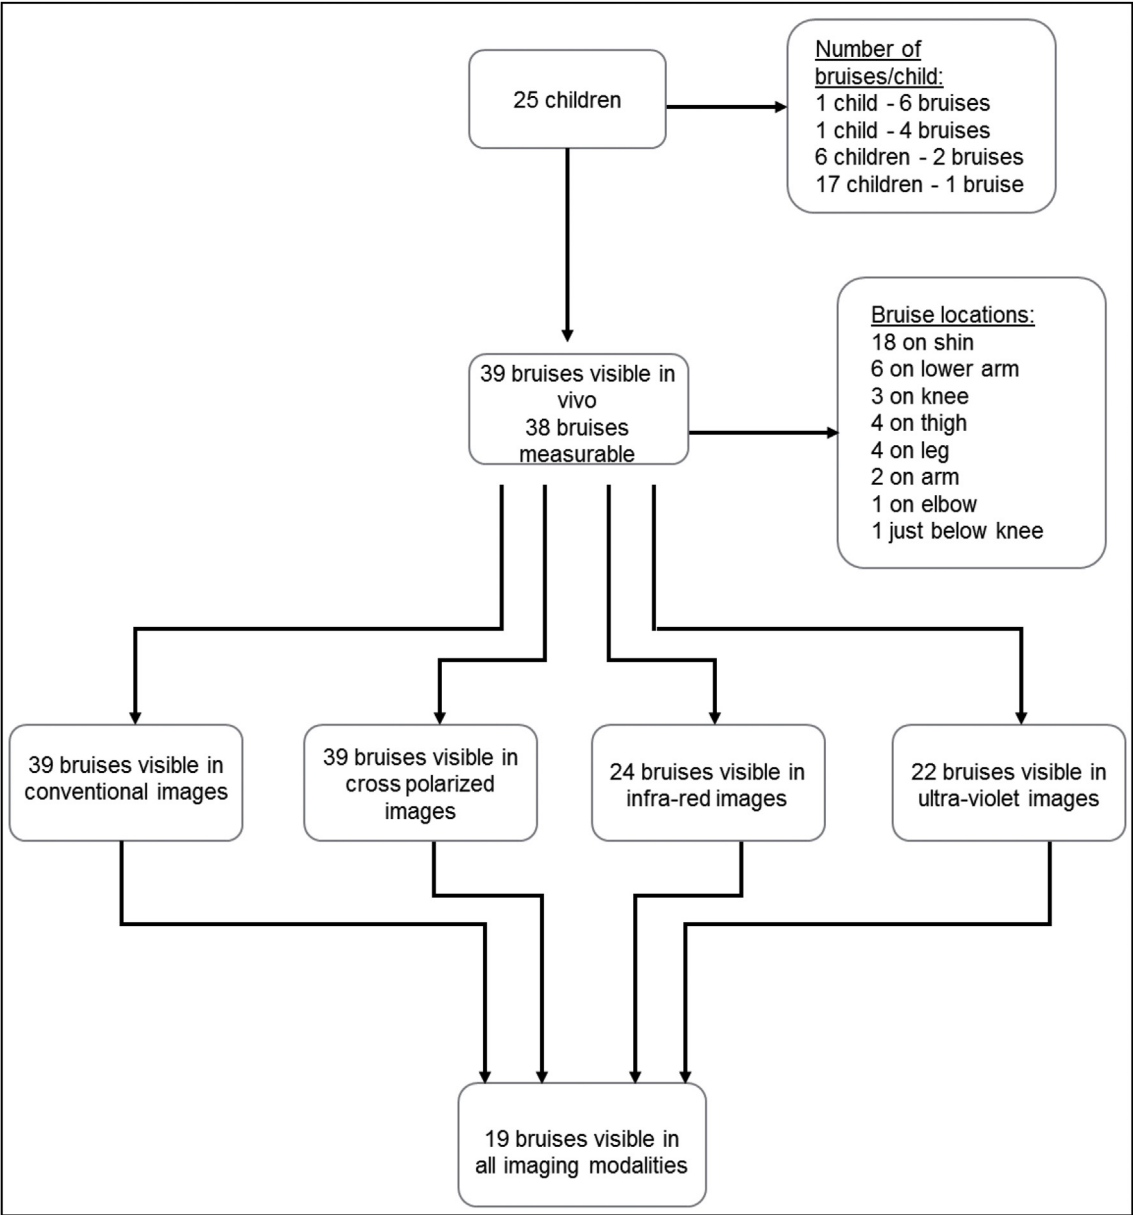 25 children
Number of
bruises/child:
1 child - 6 bruises
1 child - 4 bruises
6 children - 2 bruises
17 children - 1 bruise
39 bruises visible in
vivo
38 bruises
measurable
Bruise locations:
18 on shin
6 on lower arm
3 on knee
4 on thigh
4 on leg
2 on arm
1 on elbow
1 just below knee
39 bruises visible in
conventional images
39 bruises visible in
cross polarized
images
24 bruises visible in
infra-red images
22 bruises visible in
ultra-violet images
19 bruises visible in
all imaging modalities